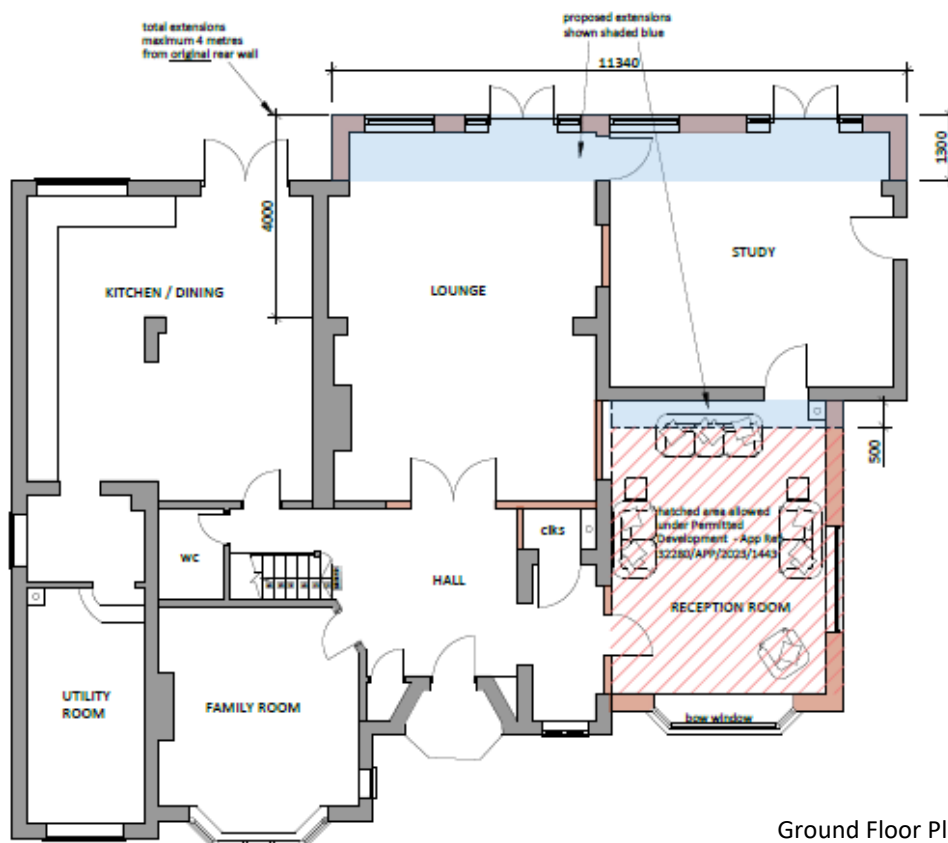 total extensions
maximum 4 metres
from original rear wall
proposed extensions
shown shaded blue
11340
1300
4000
KITCHEN / DINING
LOUNGE
STUDY
500
wc
clks
hatched area allowed
under Permitted
Development - App Ref
32280/APP/2023/1443
HALL
RECEPTION ROOM
UTILITY
ROOM
FAMILY ROOM
bow window
Ground Floor Pl